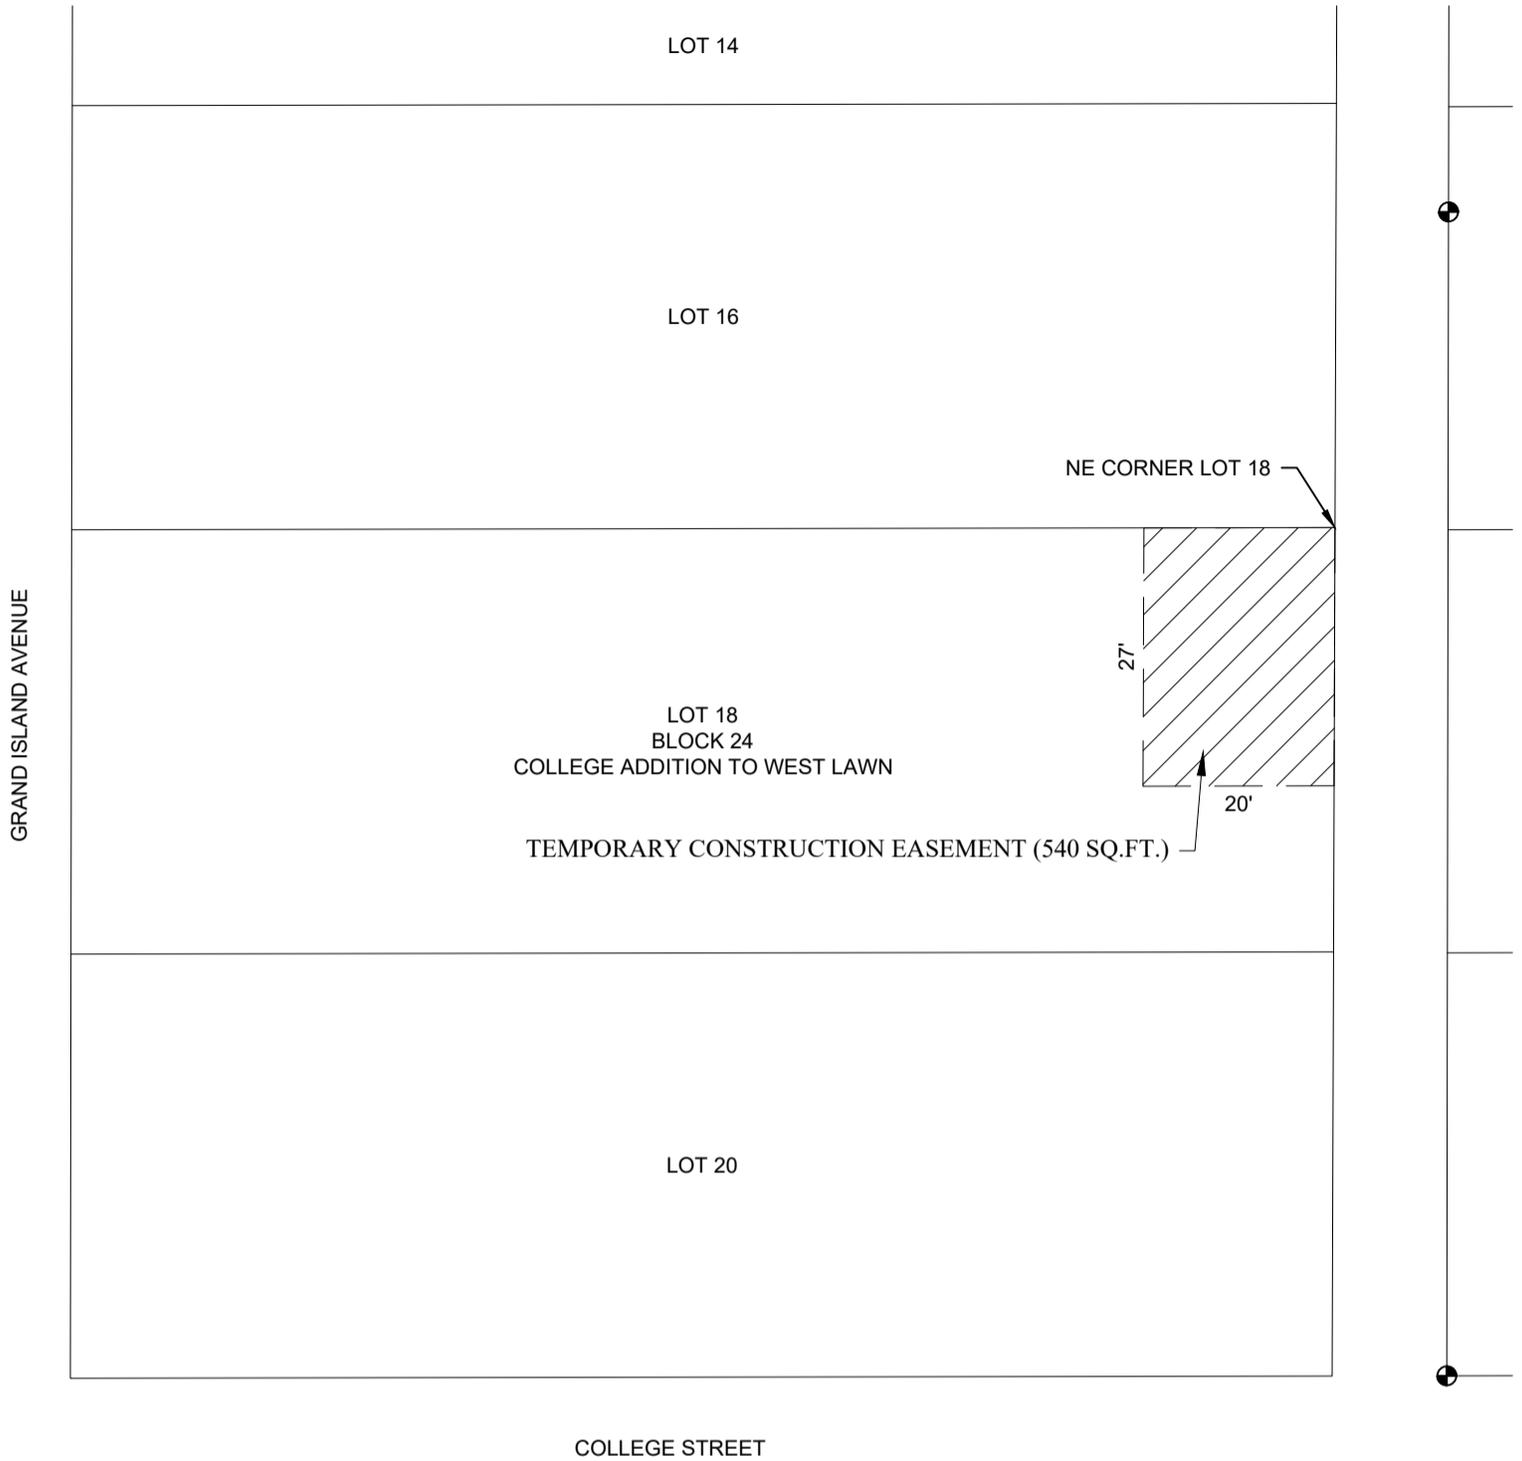 LOT 14
LOT 16
NE CORNER LOT 18
GRAND ISLAND AVENUE
27'
LOT 18
BLOCK 24
COLLEGE ADDITION TO WEST LAWN
20'
TEMPORARY CONSTRUCTION EASEMENT (540 SQ.FT.)
LOT 20
COLLEGE STREET